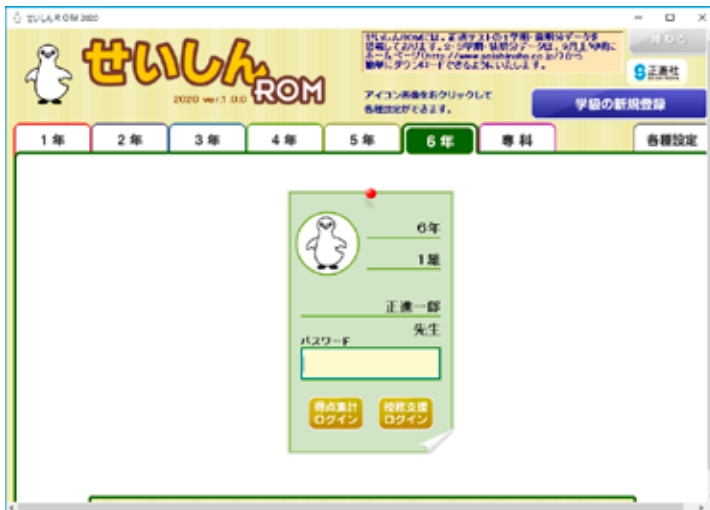 せいしんROM 2020
終わる
せいしんROM
2020 ver.1.0.0
正進社
アイコン画像を右クリックして
各種設定ができます。
学級の新規登録
1年
2年
3年
4年
5年
6年
専科
各種設定
6年
1組
正進一郎
先生
パスワード
得点集計
ログイン
校務支援
ログイン